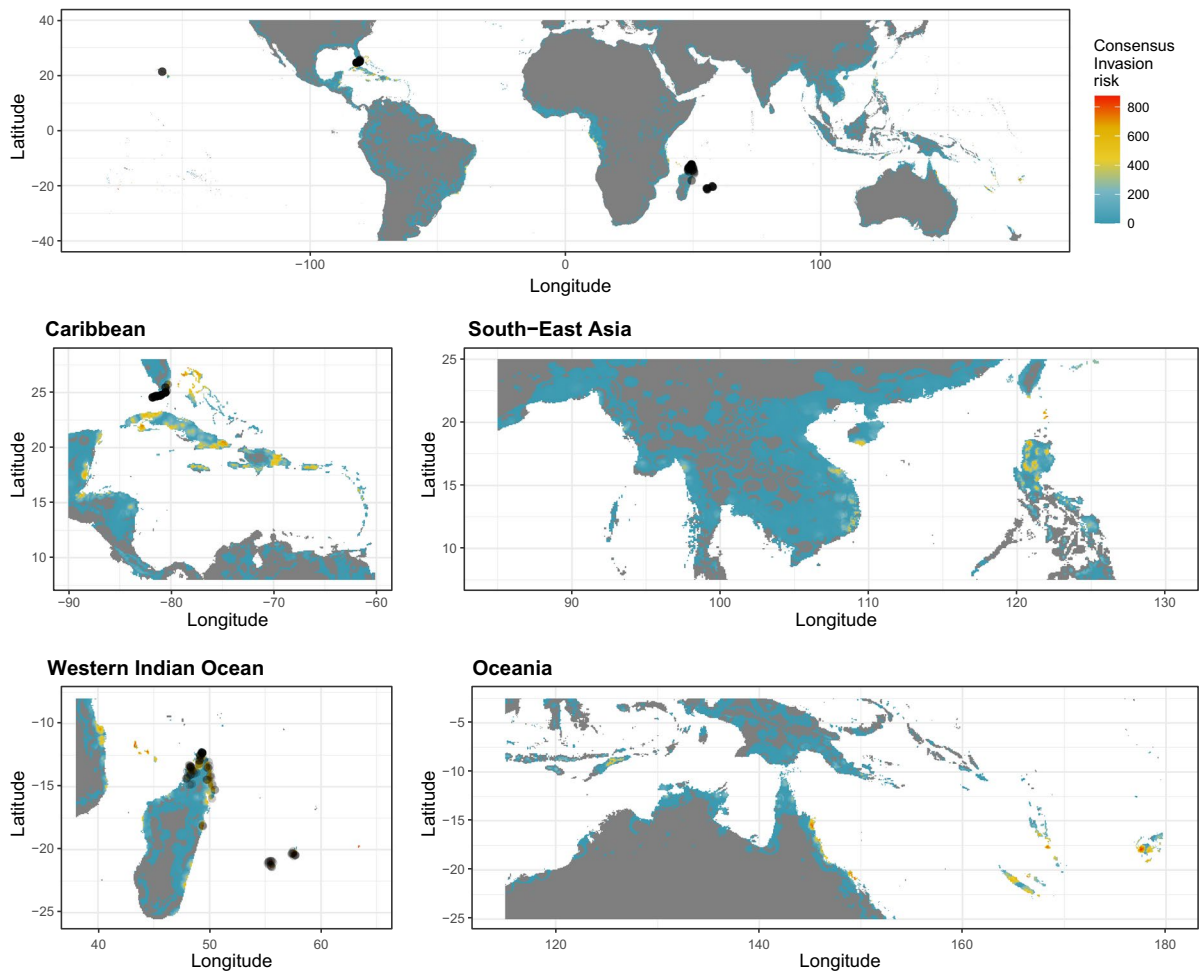 40
20
0
−20
−40
Latitude
−100
0
100
Longitude
Consensus
Invasion
risk
800
600
400
200
0
Caribbean
25
20
15
10
Latitude
−90
−80
−70
−60
Longitude
South−East Asia
25
20
15
10
Latitude
90
100
110
120
130
Longitude
Western Indian Ocean
−10
−15
−20
−25
Latitude
40
50
60
Longitude
Oceania
−5
−10
−15
−20
−25
Latitude
120
140
160
180
Longitude